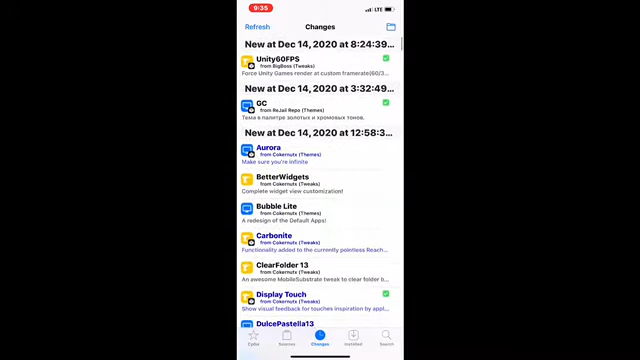 9:35
LTE
Refresh
Changes
New at Dec 14, 2020 at 8:24:39...
Unity60FPS
from BigBoss (Tweaks)
Force Unity Games render at custom framerate(60/3...
New at Dec 14, 2020 at 3:32:49...
GC
from ReJail Repo (Themes)
Тема в палитре золотых и хромовых тонов.
New at Dec 14, 2020 at 12:58:3...
Aurora
from Cokernutx (Themes)
Make sure you're infinite
BetterWidgets
from Cokernutx (Tweaks)
Complete widget view customization!
Bubble Lite
from Cokernutx (Themes)
A redesign of the Default Apps!
Carbonite
from Cokernutx (Tweaks)
Functionality added to the currently pointless Reach...
ClearFolder 13
from Cokernutx (Tweaks)
An awesome MobileSubstrate tweak to clear folder b...
Display Touch
from Cokernutx (Tweaks)
Show visual feedback for touches inspiration by appl...
DulcePastella13
Cydia
Sources
Changes
Installed
Search